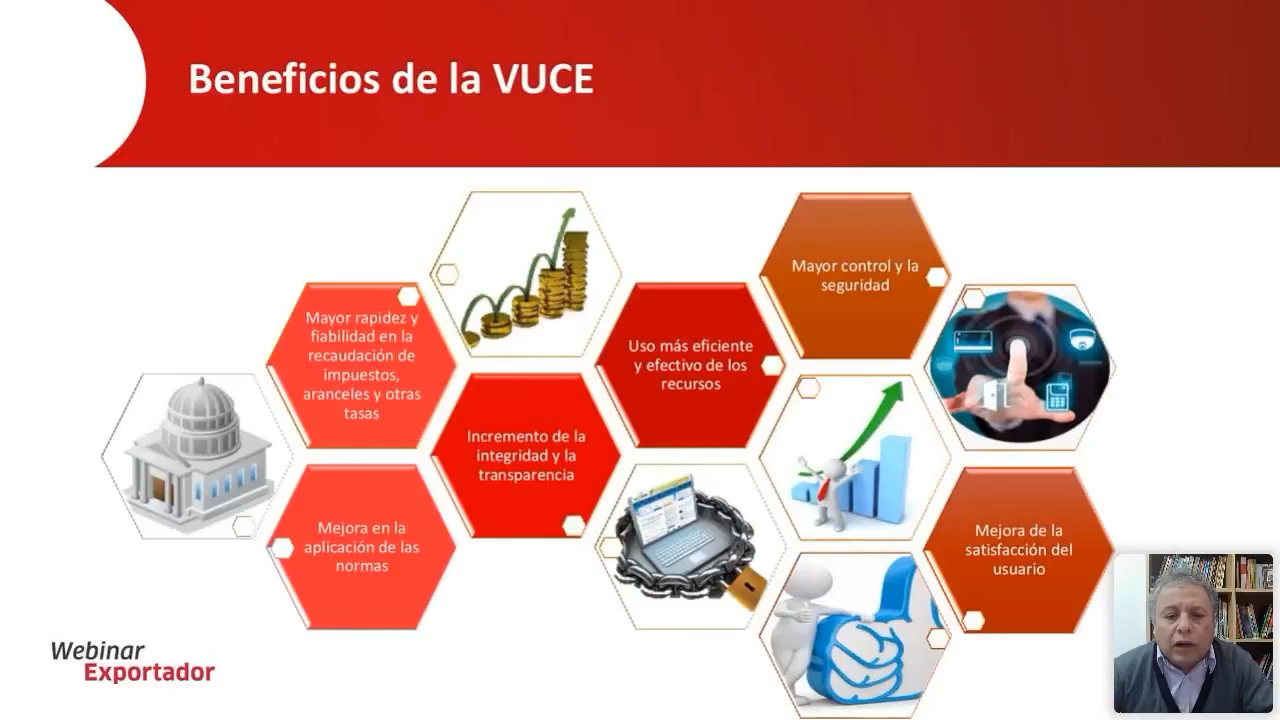 Beneficios de la VUCE
Mayor rapidez y
fiabilidad en la
recaudación de
impuestos,
aranceles y otras
tasas
Mejora en la
aplicación de las
normas
Incremento de la
integridad y la
transparencia
Uso más eficiente
y efectivo de los
recursos
Mayor control y la
seguridad
Mejora de la
satisfacción del
usuario
Webinar
Exportador